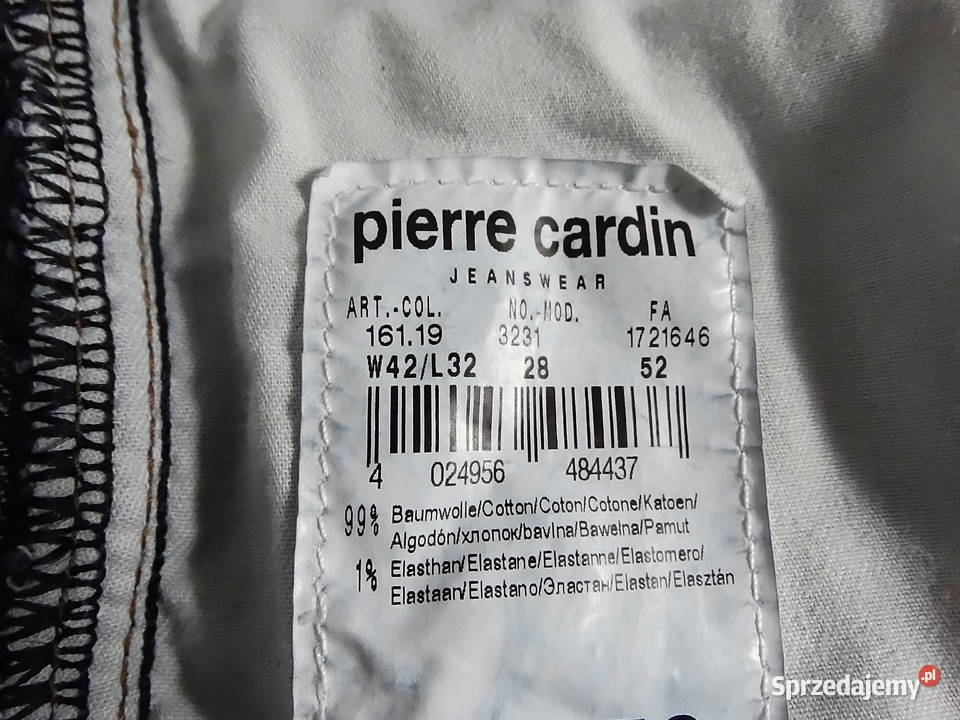 pierre cardin
JEANSWEAR
ART.-COL. NO.-MOD. FA
161.19 3231 1721646
W42/L32 28 52
4 024956 484437
99% Baumwolle/Cotton/Coton/Cotone/Katoen/
Algodón/хлопок/bavlna/Bawełna/Pamut
1% Elasthan/Elastane/Elastanne/Elastomero/
Elastaan/Elastano/Эластан/Elastan/Elasztán
Sprzedajemy.pl